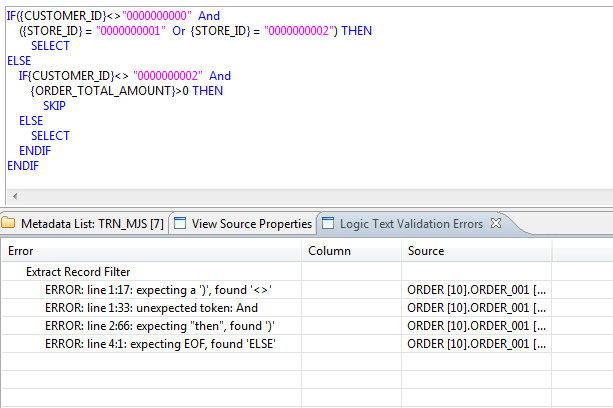 IF({CUSTOMER_ID}<>"0000000000" And
({STORE_ID} = "0000000001" Or {STORE_ID} = "0000000002") THEN
SELECT
ELSE
IF{CUSTOMER_ID}<> "0000000002" And
{ORDER_TOTAL_AMOUNT}>0 THEN
SKIP
ELSE
SELECT
ENDIF
ENDIF
Metadata List: TRN_MJS [7] View Source Properties Logic Text Validation Errors
Error Column Source
Extract Record Filter
ERROR: line 1:17: expecting a ')', found '<>' ORDER [10].ORDER_001 [...
ERROR: line 1:33: unexpected token: And ORDER [10].ORDER_001 [...
ERROR: line 2:66: expecting "then", found ')' ORDER [10].ORDER_001 [...
ERROR: line 4:1: expecting EOF, found 'ELSE' ORDER [10].ORDER_001 [...